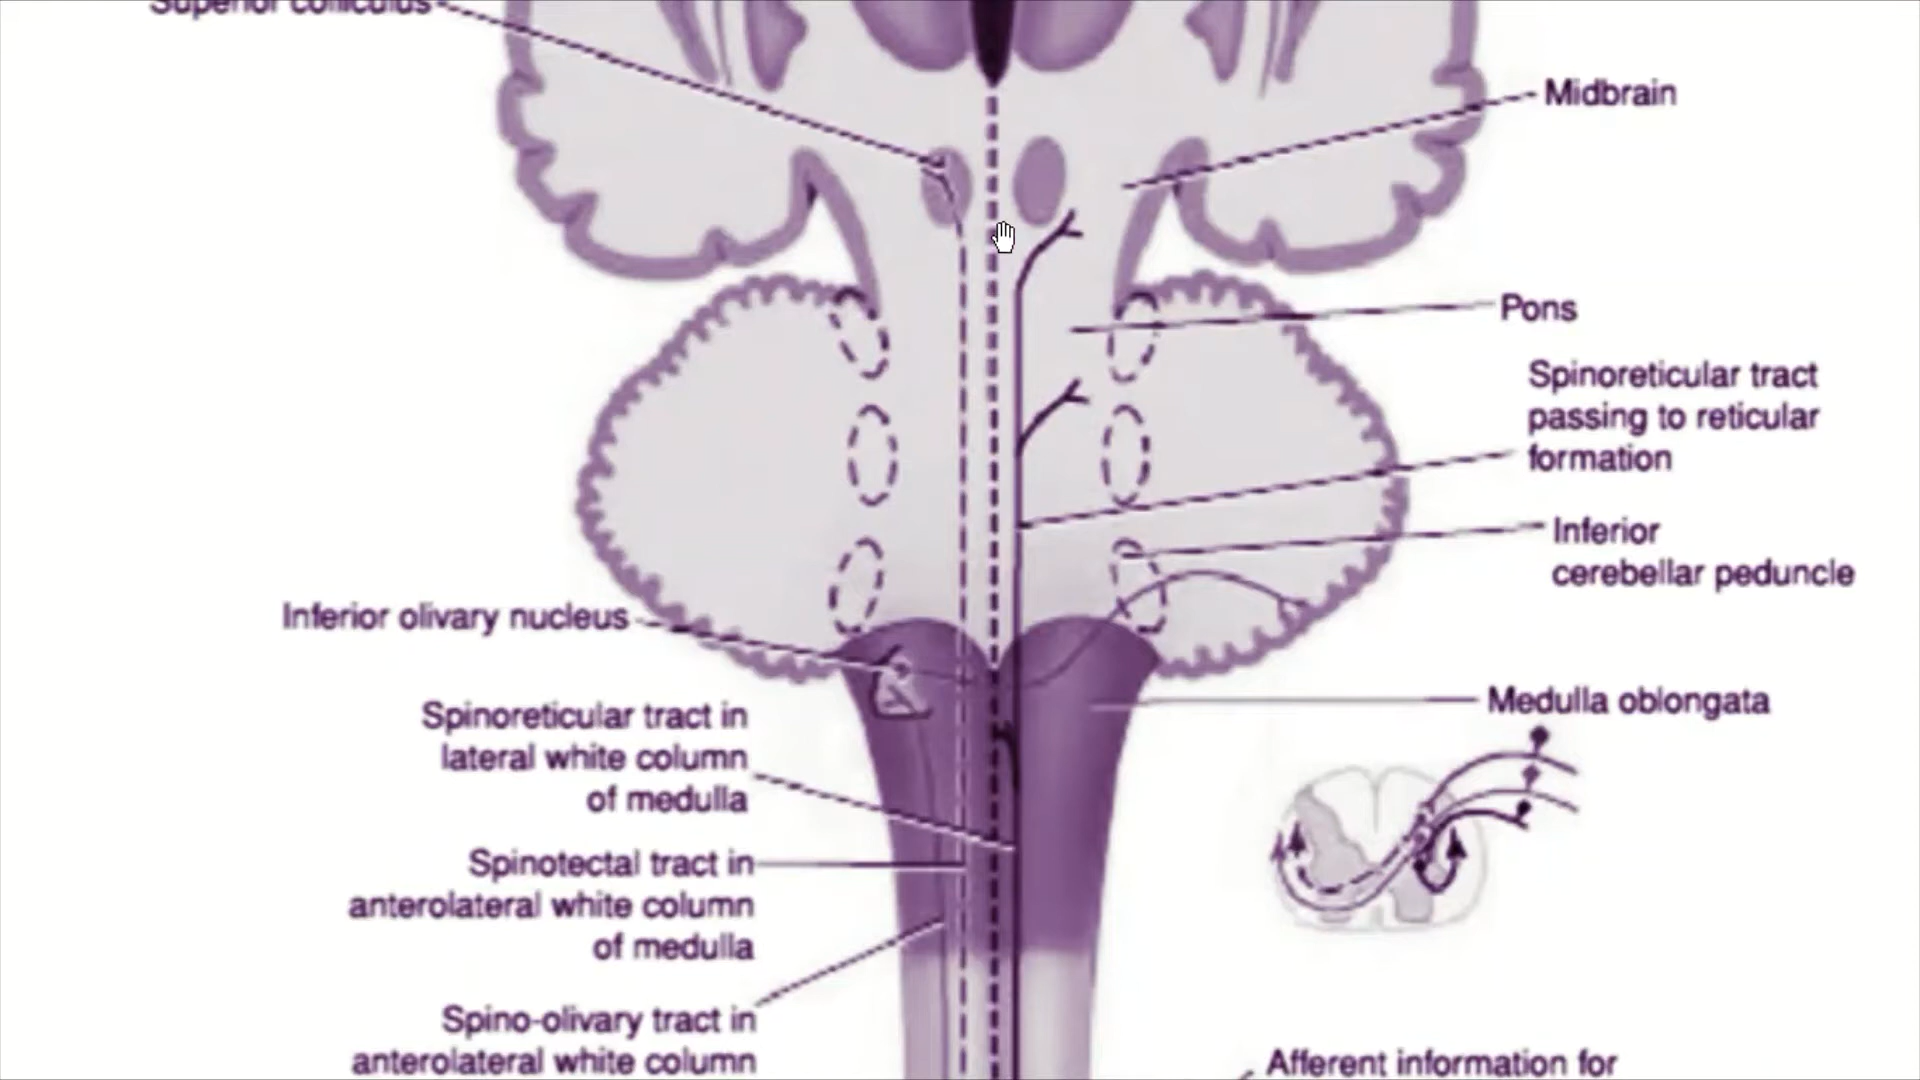 Superior colliculus
Midbrain
Pons
Spinoreticular tract
passing to reticular
formation
Inferior
cerebellar peduncle
Inferior olivary nucleus
Medulla oblongata
Spinoreticular tract in
lateral white column
of medulla
Spinotectal tract in
anterolateral white column
of medulla
Spino-olivary tract in
anterolateral white column
Afferent information for